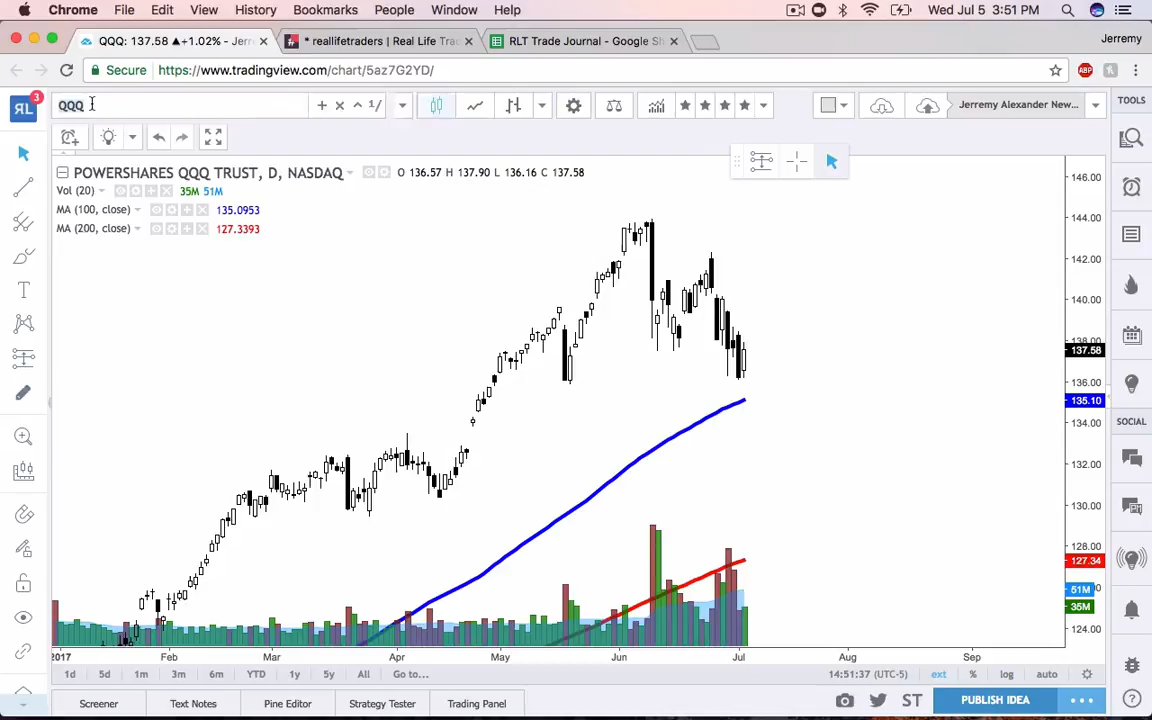 Chrome File Edit View History Bookmarks People Window Help Wed Jul 5 3:51 PM
QQQ: 137.58 ▲+1.02% - Jerr
* reallifetraders | Real Life Tra
RLT Trade Journal - Google Sh
Jerremy
Secure https://www.tradingview.com/chart/5az7G2YD/
ABP
RL 3
QQQ
1/
Jerremy Alexander New...
TOOLS
POWERSHARES QQQ TRUST, D, NASDAQ O 136.57 H 137.90 L 136.16 C 137.58
Vol (20) 35M 51M
MA (100, close) 135.0953
MA (200, close) 127.3393
146.00
144.00
142.00
140.00
138.00
137.58
136.00
135.10
134.00
132.00
130.00
128.00
127.34
51M
35M
124.00
SOCIAL
2017 Feb Mar Apr May Jun Jul Aug Sep
1d 5d 1m 3m 6m YTD 1y 5y All Go to... 14:51:37 (UTC-5) ext % log auto
Screener Text Notes Pine Editor Strategy Tester Trading Panel ST PUBLISH IDEA